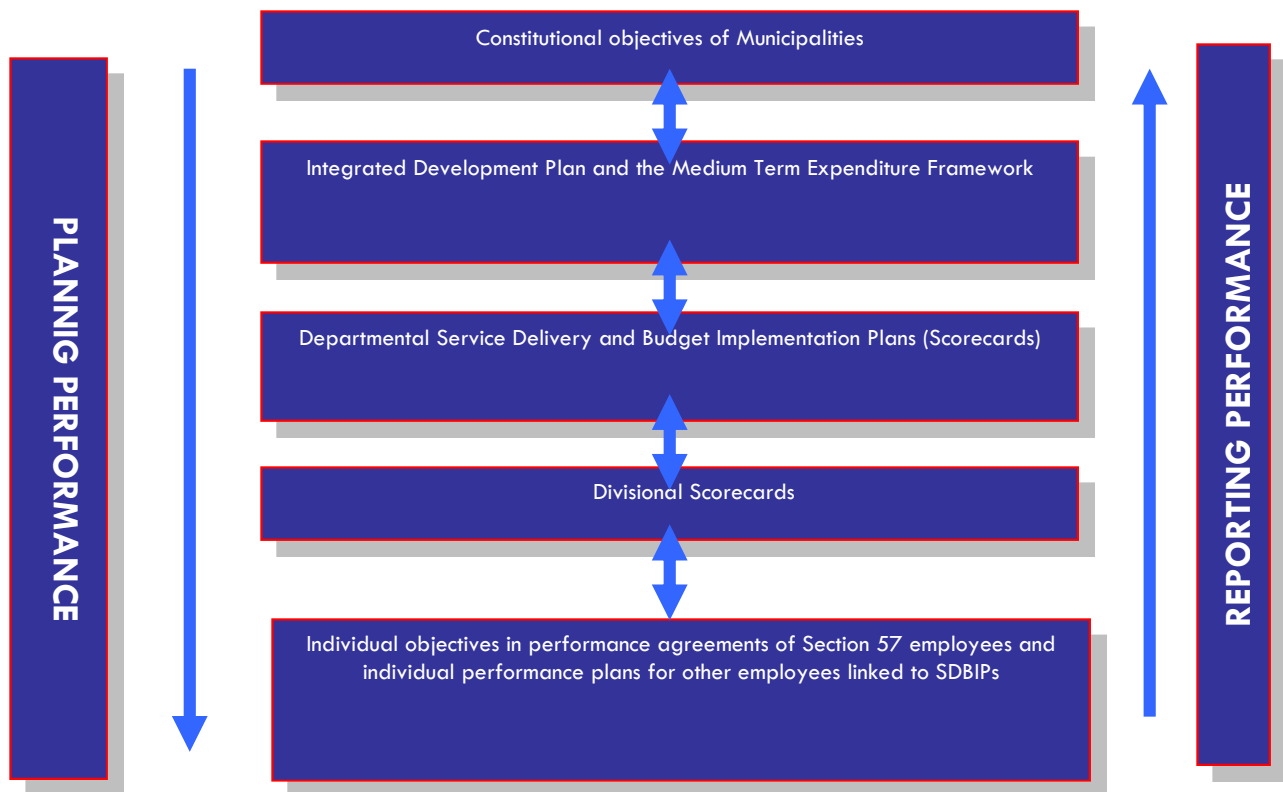 Constitutional objectives of Municipalities
PLANNIG PERFORMANCE
Integrated Development Plan and the Medium Term Expenditure Framework
Departmental Service Delivery and Budget Implementation Plans (Scorecards)
Divisional Scorecards
Individual objectives in performance agreements of Section 57 employees and
individual performance plans for other employees linked to SDBIPs
REPORTING PERFORMANCE